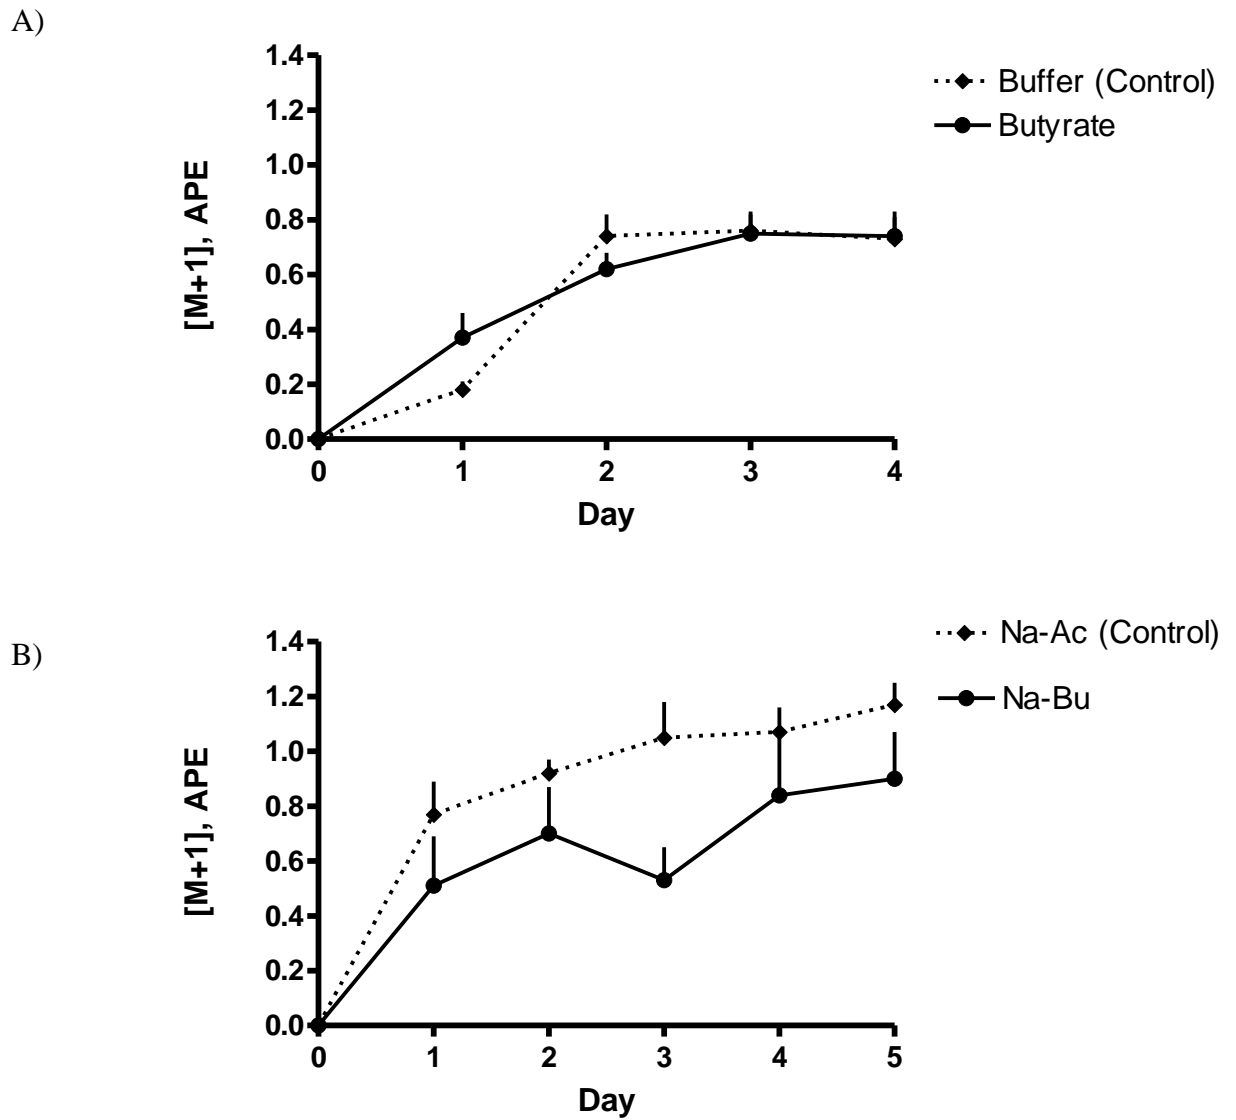 A)
1.4
1.2
1.0
0.8
0.6
0.4
0.2
0.0
[M+1], APE
0 1 2 3 4
Day
Buffer (Control)
Butyrate
B)
1.4
1.2
1.0
0.8
0.6
0.4
0.2
0.0
[M+1], APE
0 1 2 3 4 5
Day
Na-Ac (Control)
Na-Bu